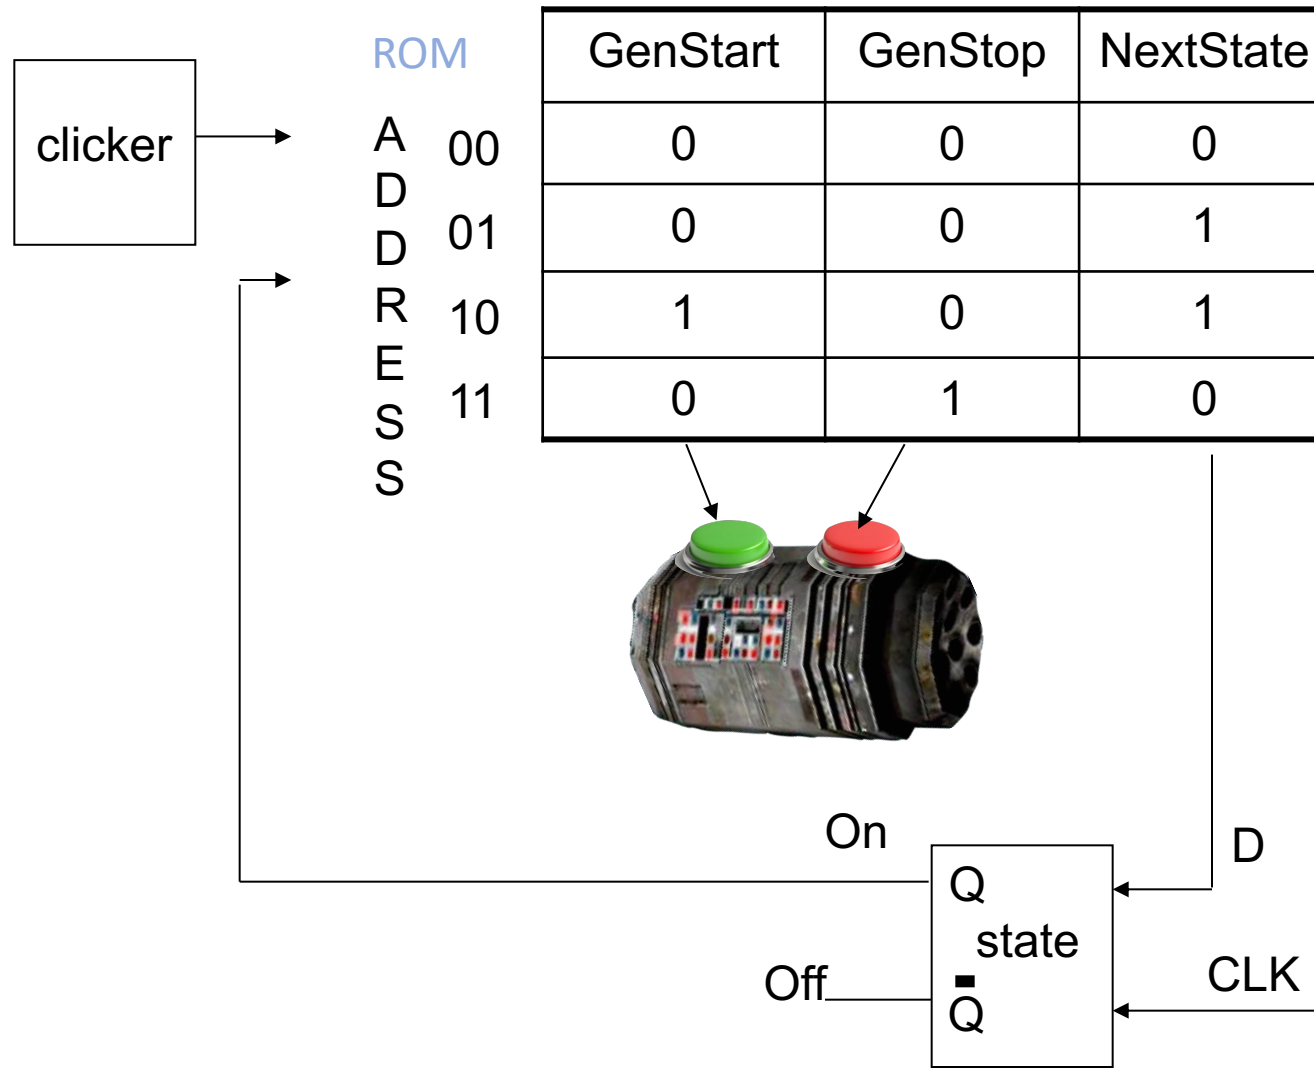 ROM GenStart GenStop NextState
clicker
ADDRESS
00 0 0 0
01 0 0 1
10 1 0 1
11 0 1 0
On
D
Q
state
Off
CLK
Q̅